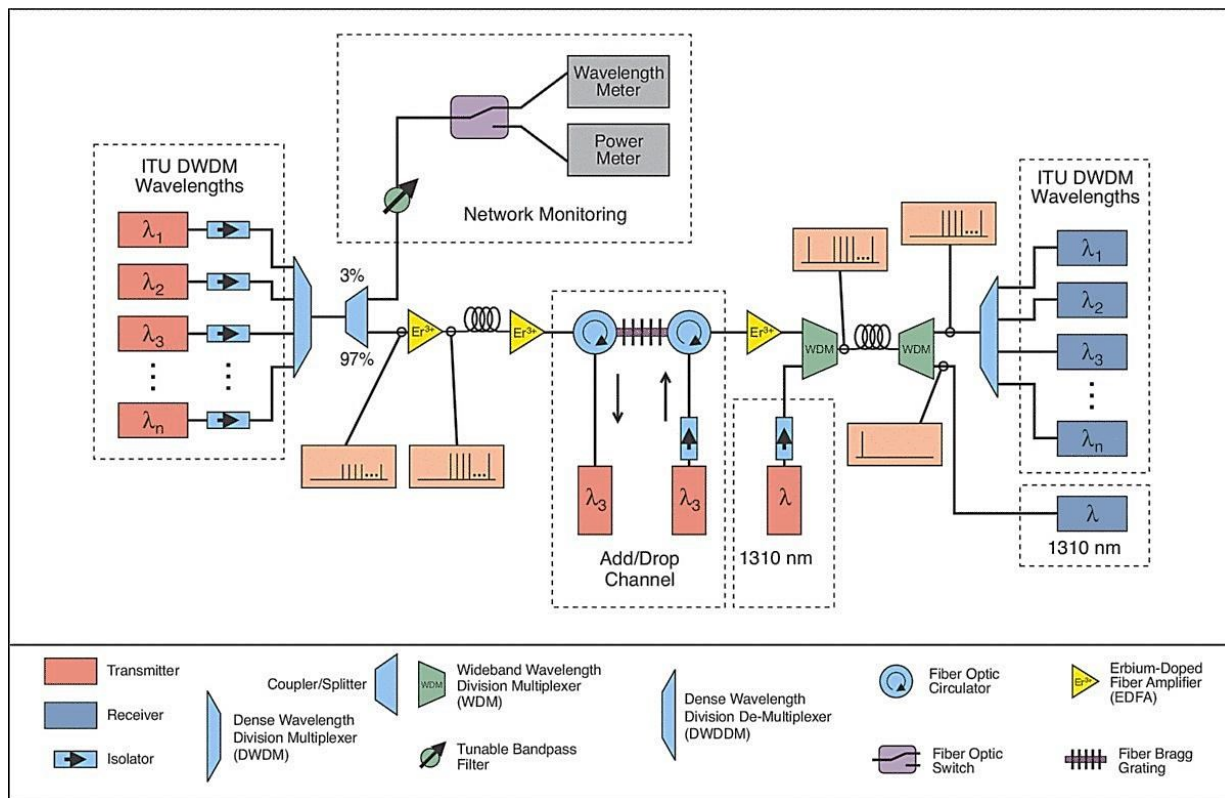 Wavelength
Meter
Power
Meter
Network Monitoring
ITU DWDM
Wavelengths
λ1
λ2
λ3
λn
3%
97%
Er3+
Er3+
λ3
λ3
Add/Drop
Channel
Er3+
WDM
WDM
λ
1310 nm
ITU DWDM
Wavelengths
λ1
λ2
λ3
λn
λ
1310 nm
Transmitter
Receiver
Isolator
Dense Wavelength
Division Multiplexer
(DWDM)
Coupler/Splitter
WDM
Wideband Wavelength
Division Multiplexer
(WDM)
Tunable Bandpass
Filter
Dense Wavelength
Division De-Multiplexer
(DWDDM)
Fiber Optic
Circulator
Fiber Optic
Switch
Er3+
Erbium-Doped
Fiber Amplifier
(EDFA)
Fiber Bragg
Grating